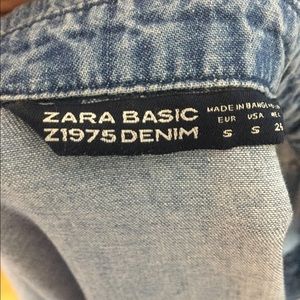 ZARA BASIC
Z1975 DENIM
MADE IN
EUR USA
S S